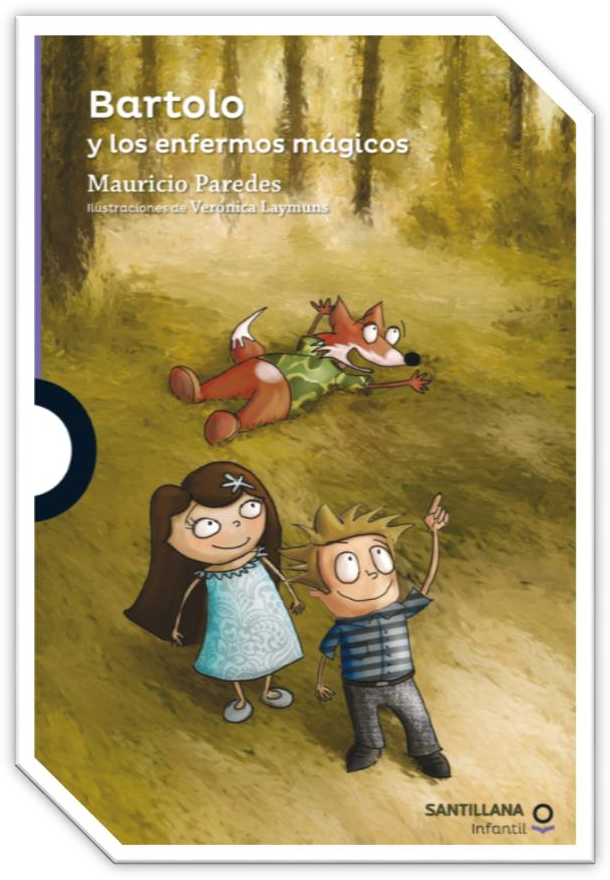 Bartolo
y los enfermos mágicos
Mauricio Paredes
Ilustraciones de Verónica Laymuns
SANTILLANA
Infantil